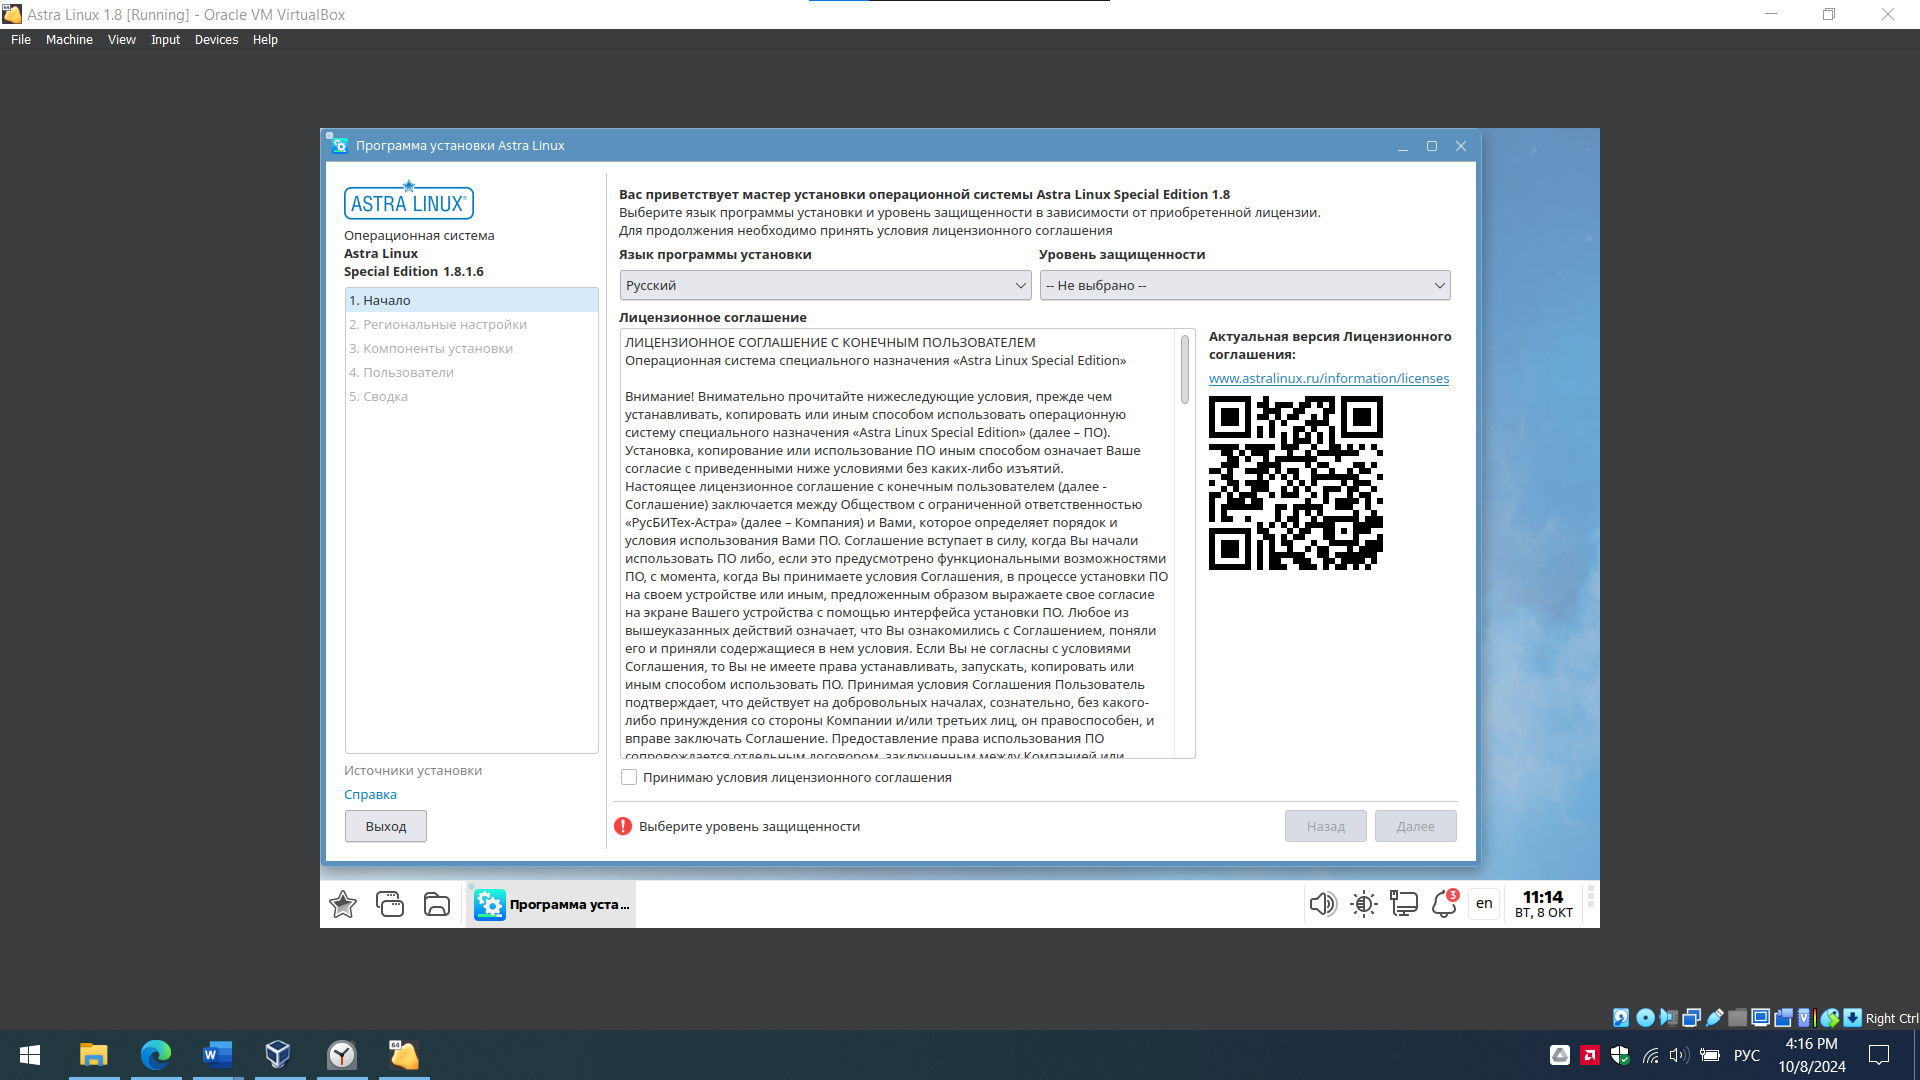 Astra Linux 1.8 [Running] - Oracle VM VirtualBox
File Machine View Input Devices Help
Программа установки Astra Linux
ASTRA LINUX®
Операционная система
Astra Linux
Special Edition 1.8.1.6
1. Начало
2. Региональные настройки
3. Компоненты установки
4. Пользователи
5. Сводка
Источники установки
Справка
Выход
Вас приветствует мастер установки операционной системы Astra Linux Special Edition 1.8
Выберите язык программы установки и уровень защищенности в зависимости от приобретенной лицензии.
Для продолжения необходимо принять условия лицензионного соглашения
Язык программы установки
Уровень защищенности
Русский
-- Не выбрано --
Лицензионное соглашение
ЛИЦЕНЗИОННОЕ СОГЛАШЕНИЕ С КОНЕЧНЫМ ПОЛЬЗОВАТЕЛЕМ
Операционная система специального назначения «Astra Linux Special Edition»
Внимание! Внимательно прочитайте нижеследующие условия, прежде чем
устанавливать, копировать или иным способом использовать операционную
систему специального назначения «Astra Linux Special Edition» (далее – ПО).
Установка, копирование или использование ПО иным способом означает Ваше
согласие с приведенными ниже условиями без каких-либо изъятий.
Настоящее лицензионное соглашение с конечным пользователем (далее -
Соглашение) заключается между Обществом с ограниченной ответственностью
«РусБИТех-Астра» (далее – Компания) и Вами, которое определяет порядок и
условия использования Вами ПО. Соглашение вступает в силу, когда Вы начали
использовать ПО либо, если это предусмотрено функциональными возможностями
ПО, с момента, когда Вы принимаете условия Соглашения, в процессе установки ПО
на своем устройстве или иным, предложенным образом выражаете свое согласие
на экране Вашего устройства с помощью интерфейса установки ПО. Любое из
вышеуказанных действий означает, что Вы ознакомились с Соглашением, поняли
его и приняли содержащиеся в нем условия. Если Вы не согласны с условиями
Соглашения, то Вы не имеете права устанавливать, запускать, копировать или
иным способом использовать ПО. Принимая условия Соглашения Пользователь
подтверждает, что действует на добровольных началах, сознательно, без какого-
либо принуждения со стороны Компании и/или третьих лиц, он правоспособен, и
вправе заключать Соглашение. Предоставление права использования ПО
сопровождается отдельным договором, заключенным между Компанией или
Актуальная версия Лицензионного
соглашения:
www.astralinux.ru/information/licenses
Принимаю условия лицензионного соглашения
Выберите уровень защищенности
Назад
Далее
Программа уста...
3
en
11:14
ВТ, 8 ОКТ
Right Ctrl
РУС
4:16 PM
10/8/2024